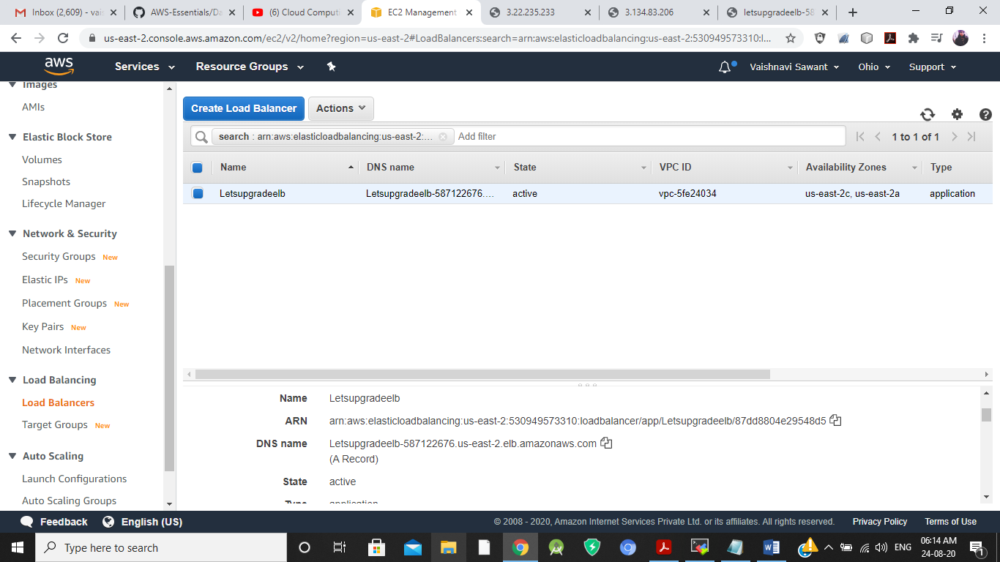 Inbox (2,609) - vai
AWS-Essentials/Da
(6) Cloud Computi
EC2 Management
3.22.235.233
3.134.83.206
letsupgradeelb-58
us-east-2.console.aws.amazon.com/ec2/v2/home?region=us-east-2#LoadBalancers:search=arn:aws:elasticloadbalancing:us-east-2:530949573310:l...
aws
Services
Resource Groups
Vaishnavi Sawant
Ohio
Support
Images
AMIs
Elastic Block Store
Volumes
Snapshots
Lifecycle Manager
Network & Security
Security Groups New
Elastic IPs New
Placement Groups New
Key Pairs New
Network Interfaces
Load Balancing
Load Balancers
Target Groups New
Auto Scaling
Launch Configurations
Auto Scaling Groups
Create Load Balancer
Actions
search : arn:aws:elasticloadbalancing:us-east-2:...
Add filter
1 to 1 of 1
Name DNS name State VPC ID Availability Zones Type
Letsupgradeelb Letsupgradeelb-587122676.... active vpc-5fe24034 us-east-2c, us-east-2a application
Name Letsupgradeelb
ARN arn:aws:elasticloadbalancing:us-east-2:530949573310:loadbalancer/app/Letsupgradeelb/87dd8804e29548d5
DNS name Letsupgradeelb-587122676.us-east-2.elb.amazonaws.com
(A Record)
State active
Type application
Feedback
English (US)
© 2008 - 2020, Amazon Internet Services Private Ltd. or its affiliates. All rights reserved.
Privacy Policy
Terms of Use
Type here to search
ENG
06:14 AM
24-08-20
1